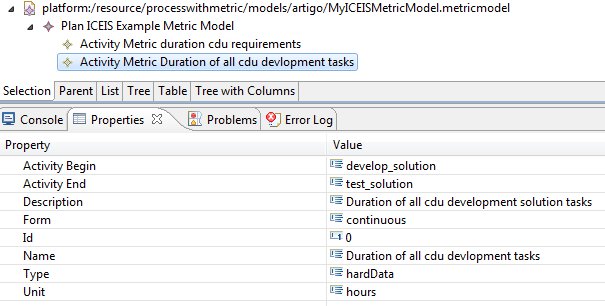 platform:/resource/processwithmetric/models/artigo/MyICEISMetricModel.metricmodel
Plan ICEIS Example Metric Model
Activity Metric duration cdu requirements
Activity Metric Duration of all cdu devlopment tasks
Selection Parent List Tree Table Tree with Columns
Console Properties Problems Error Log
Property Value
Activity Begin develop_solution
Activity End test_solution
Description Duration of all cdu development solution tasks
Form continuous
Id 0
Name Duration of all cdu devlopment tasks
Type hardData
Unit hours